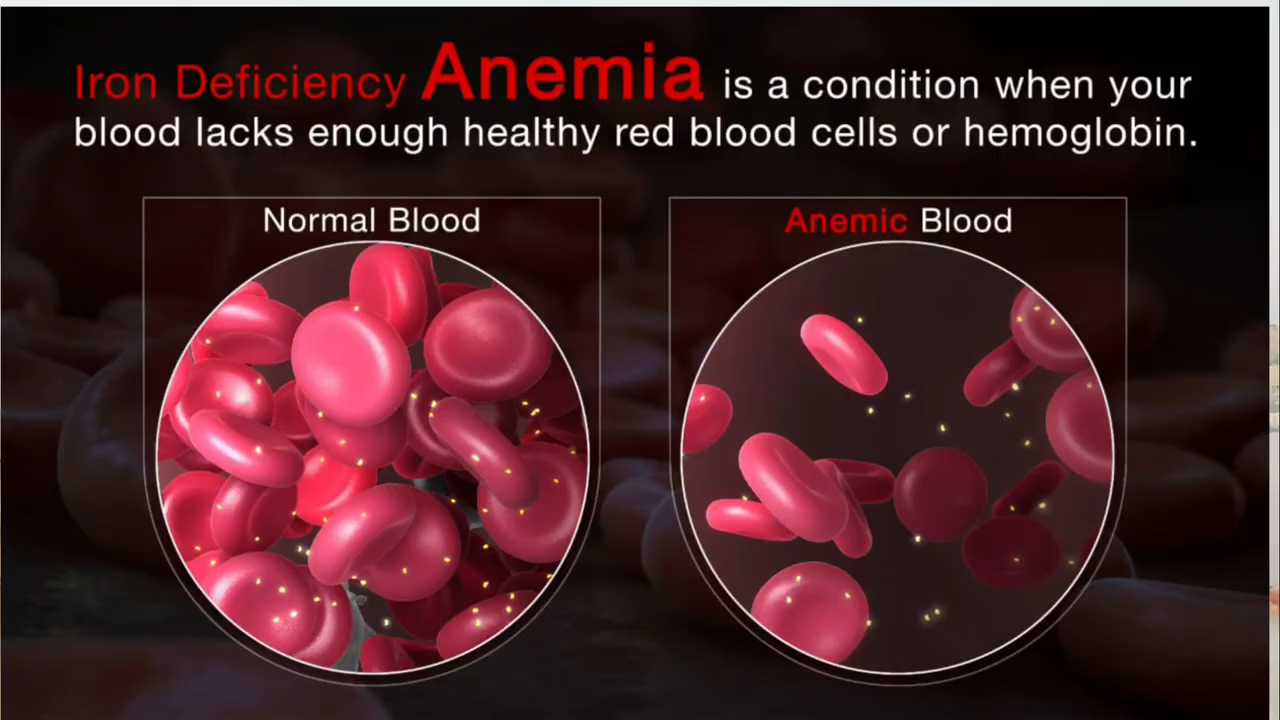 Iron Deficiency Anemia is a condition when your
blood lacks enough healthy red blood cells or hemoglobin.
Normal Blood
Anemic Blood